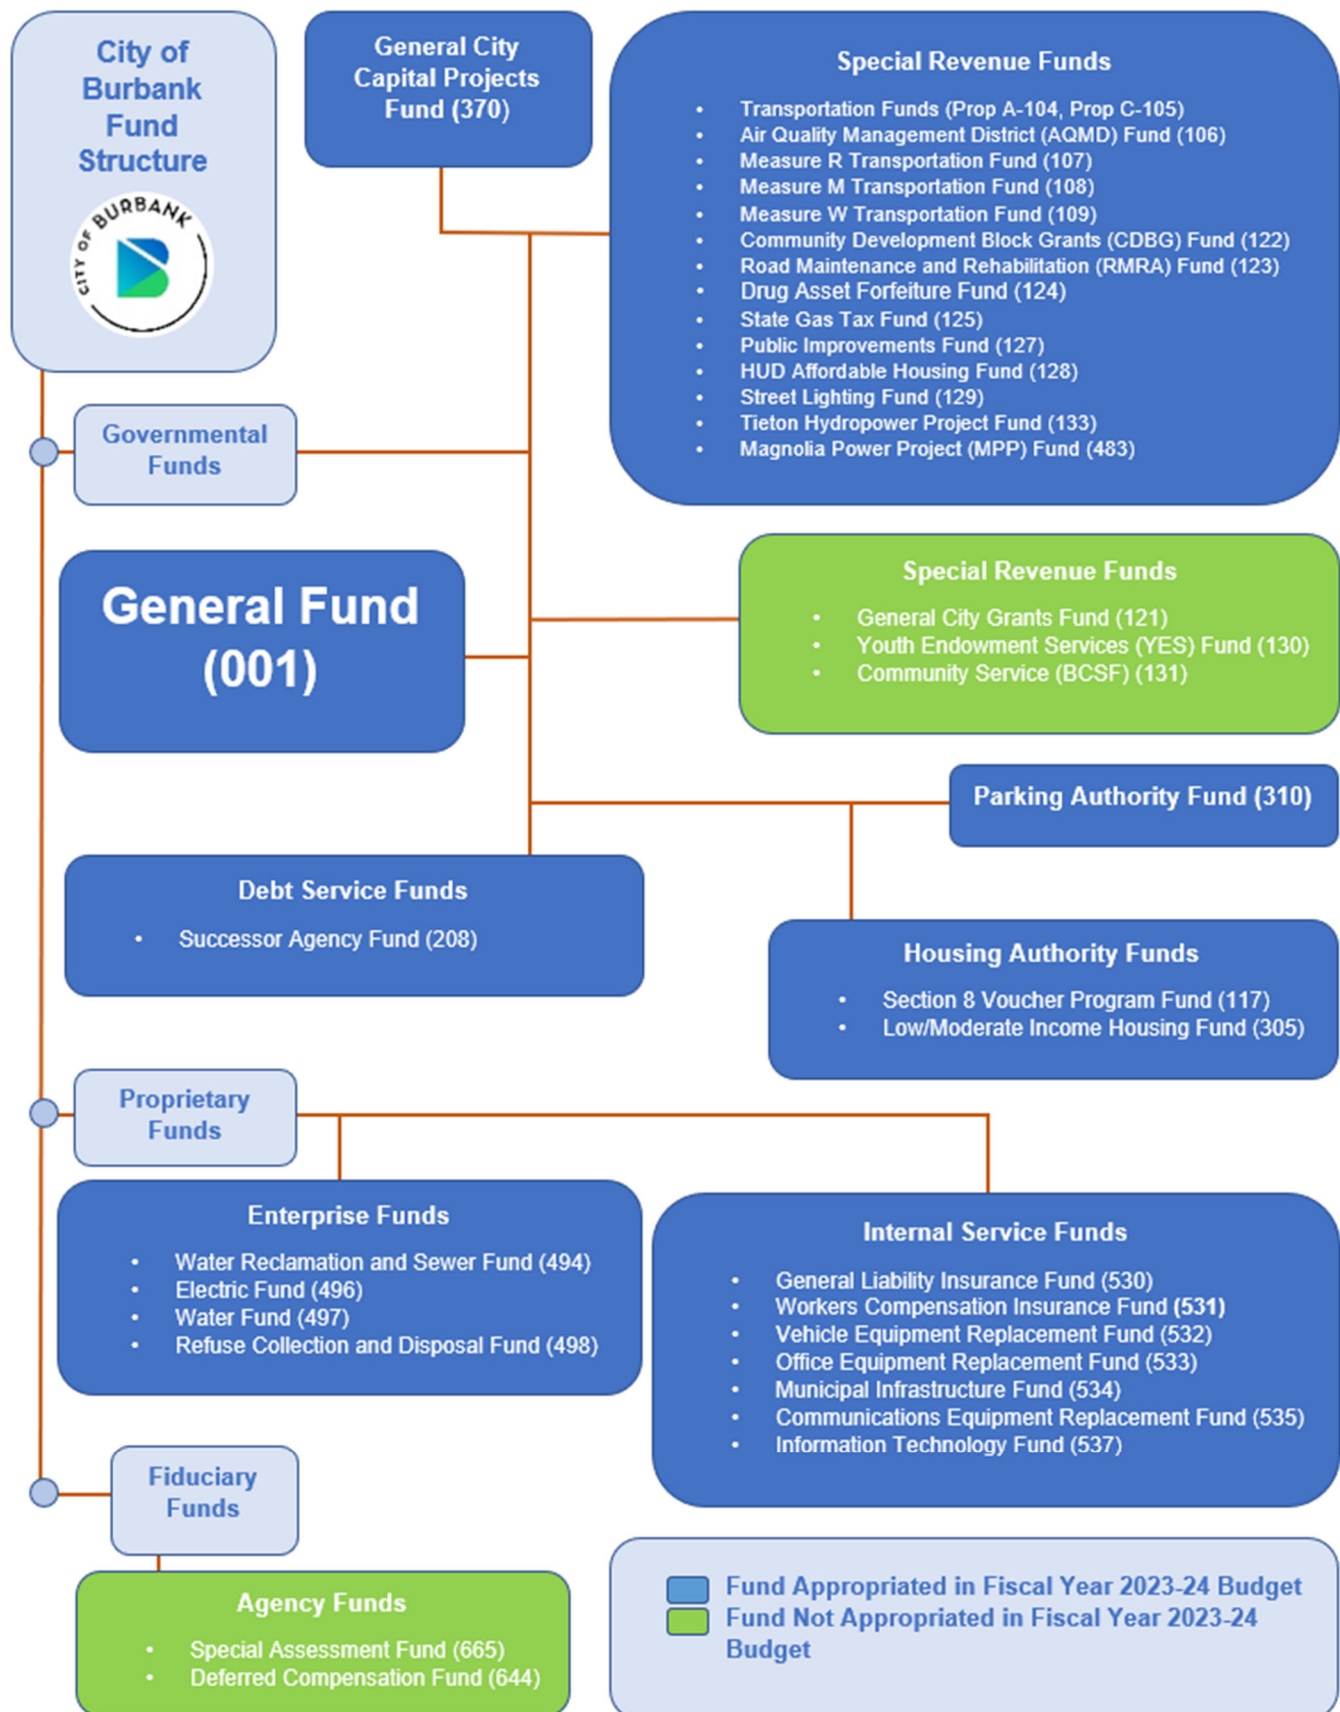 City of
Burbank
Fund
Structure
CITY OF BURBANK
General City
Capital Projects
Fund (370)
Special Revenue Funds
• Transportation Funds (Prop A-104, Prop C-105)
• Air Quality Management District (AQMD) Fund (106)
• Measure R Transportation Fund (107)
• Measure M Transportation Fund (108)
• Measure W Transportation Fund (109)
• Community Development Block Grants (CDBG) Fund (122)
• Road Maintenance and Rehabilitation (RMRA) Fund (123)
• Drug Asset Forfeiture Fund (124)
• State Gas Tax Fund (125)
• Public Improvements Fund (127)
• HUD Affordable Housing Fund (128)
• Street Lighting Fund (129)
• Tieton Hydropower Project Fund (133)
• Magnolia Power Project (MPP) Fund (483)
Governmental
Funds
General Fund
(001)
Special Revenue Funds
• General City Grants Fund (121)
• Youth Endowment Services (YES) Fund (130)
• Community Service (BCSF) (131)
Parking Authority Fund (310)
Debt Service Funds
• Successor Agency Fund (208)
Housing Authority Funds
• Section 8 Voucher Program Fund (117)
• Low/Moderate Income Housing Fund (305)
Proprietary
Funds
Enterprise Funds
• Water Reclamation and Sewer Fund (494)
• Electric Fund (496)
• Water Fund (497)
• Refuse Collection and Disposal Fund (498)
Internal Service Funds
• General Liability Insurance Fund (530)
• Workers Compensation Insurance Fund (531)
• Vehicle Equipment Replacement Fund (532)
• Office Equipment Replacement Fund (533)
• Municipal Infrastructure Fund (534)
• Communications Equipment Replacement Fund (535)
• Information Technology Fund (537)
Fiduciary
Funds
Agency Funds
• Special Assessment Fund (665)
• Deferred Compensation Fund (644)
Fund Appropriated in Fiscal Year 2023-24 Budget
Fund Not Appropriated in Fiscal Year 2023-24
Budget